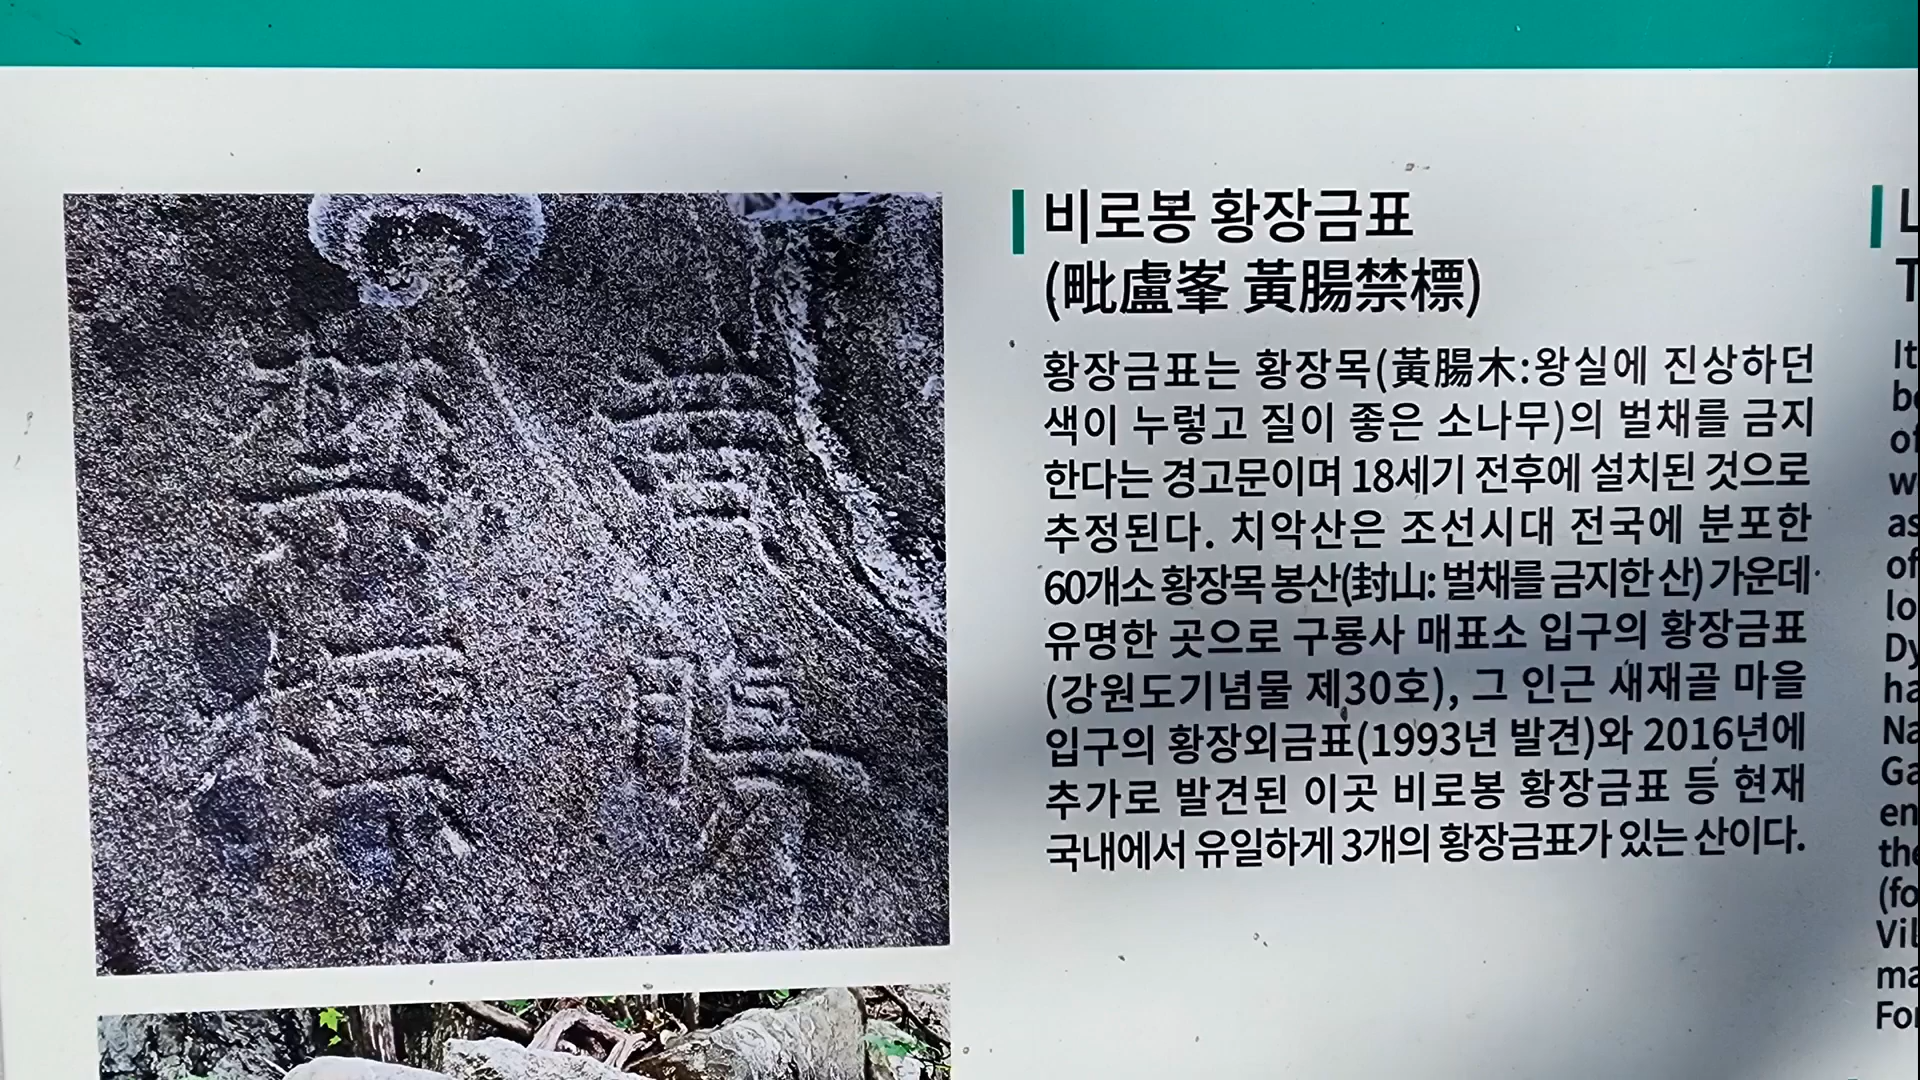 비로봉 황장금표
(毗盧峯 黃腸禁標)
황장금표는 황장목(黃腸木:왕실에 진상하던
색이 누렇고 질이 좋은 소나무)의 벌채를 금지
한다는 경고문이며 18세기 전후에 설치된 것으로
추정된다. 치악산은 조선시대 전국에 분포한
60개소 황장목 봉산(封山: 벌채를 금지한 산) 가운데
유명한 곳으로 구룡사 매표소 입구의 황장금표
(강원도기념물 제30호), 그 인근 새재골 마을
입구의 황장외금표(1993년 발견)와 2016년에
추가로 발견된 이곳 비로봉 황장금표 등 현재
국내에서 유일하게 3개의 황장금표가 있는 산이다.